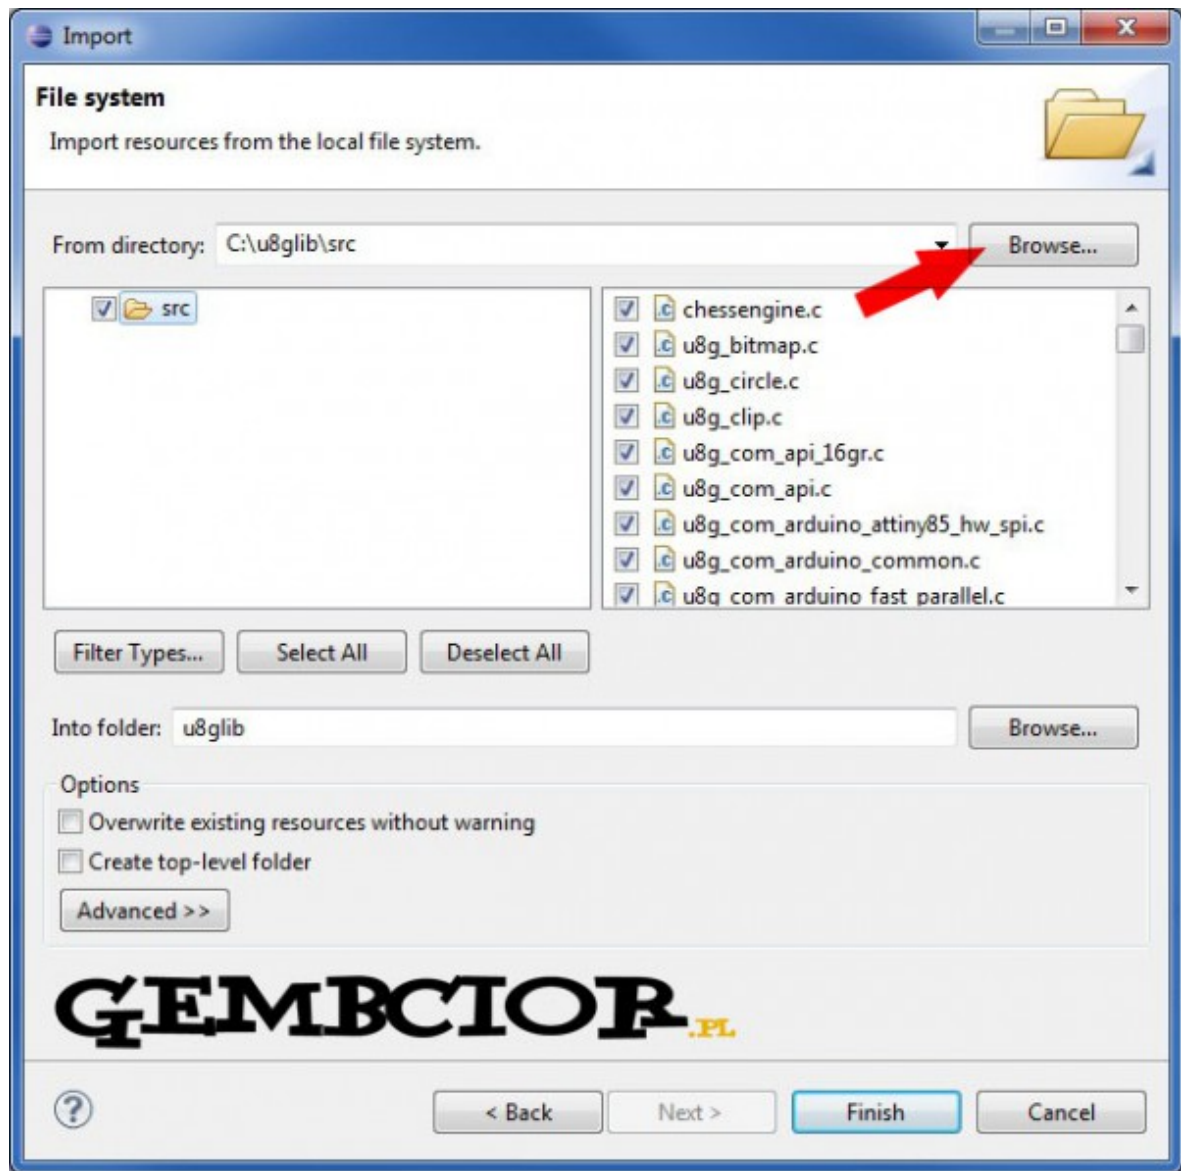 Import
File system
Import resources from the local file system.
From directory: C:\u8glib\src Browse...
src
chessengine.c
u8g_bitmap.c
u8g_circle.c
u8g_clip.c
u8g_com_api_16gr.c
u8g_com_api.c
u8g_com_arduino_attiny85_hw_spi.c
u8g_com_arduino_common.c
u8g_com_arduino_fast_parallel.c
Filter Types... Select All Deselect All
Into folder: u8glib Browse...
Options
Overwrite existing resources without warning
Create top-level folder
Advanced >>
GEMBCIOR.PL
? < Back Next > Finish Cancel